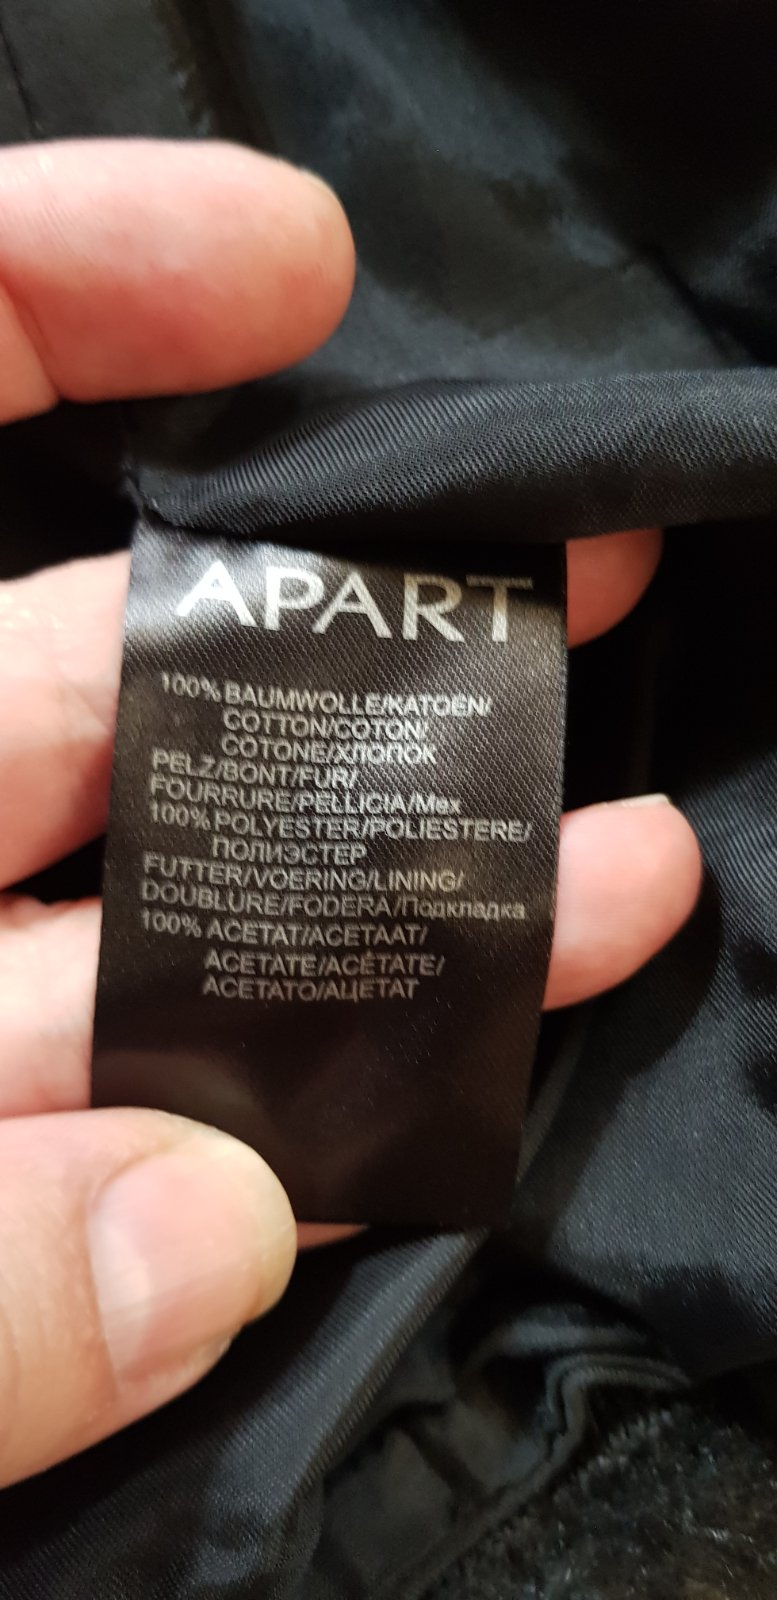 APART
100% BAUMWOLLE/KATOEN/
COTTON/COTON/
COTONE/ХЛОПОК
PELZ/BONT/FUR/
FOURRURE/PELLICIA/Мех
100% POLYESTER/POLIESTERE/
ПОЛИЭСТЕР
FUTTER/VOERING/LINING/
DOUBLURE/FODERA/Подкладка
100% ACETAT/ACETAAT/
ACETATE/ACÉTATE/
ACETATO/АЦЕТАТ